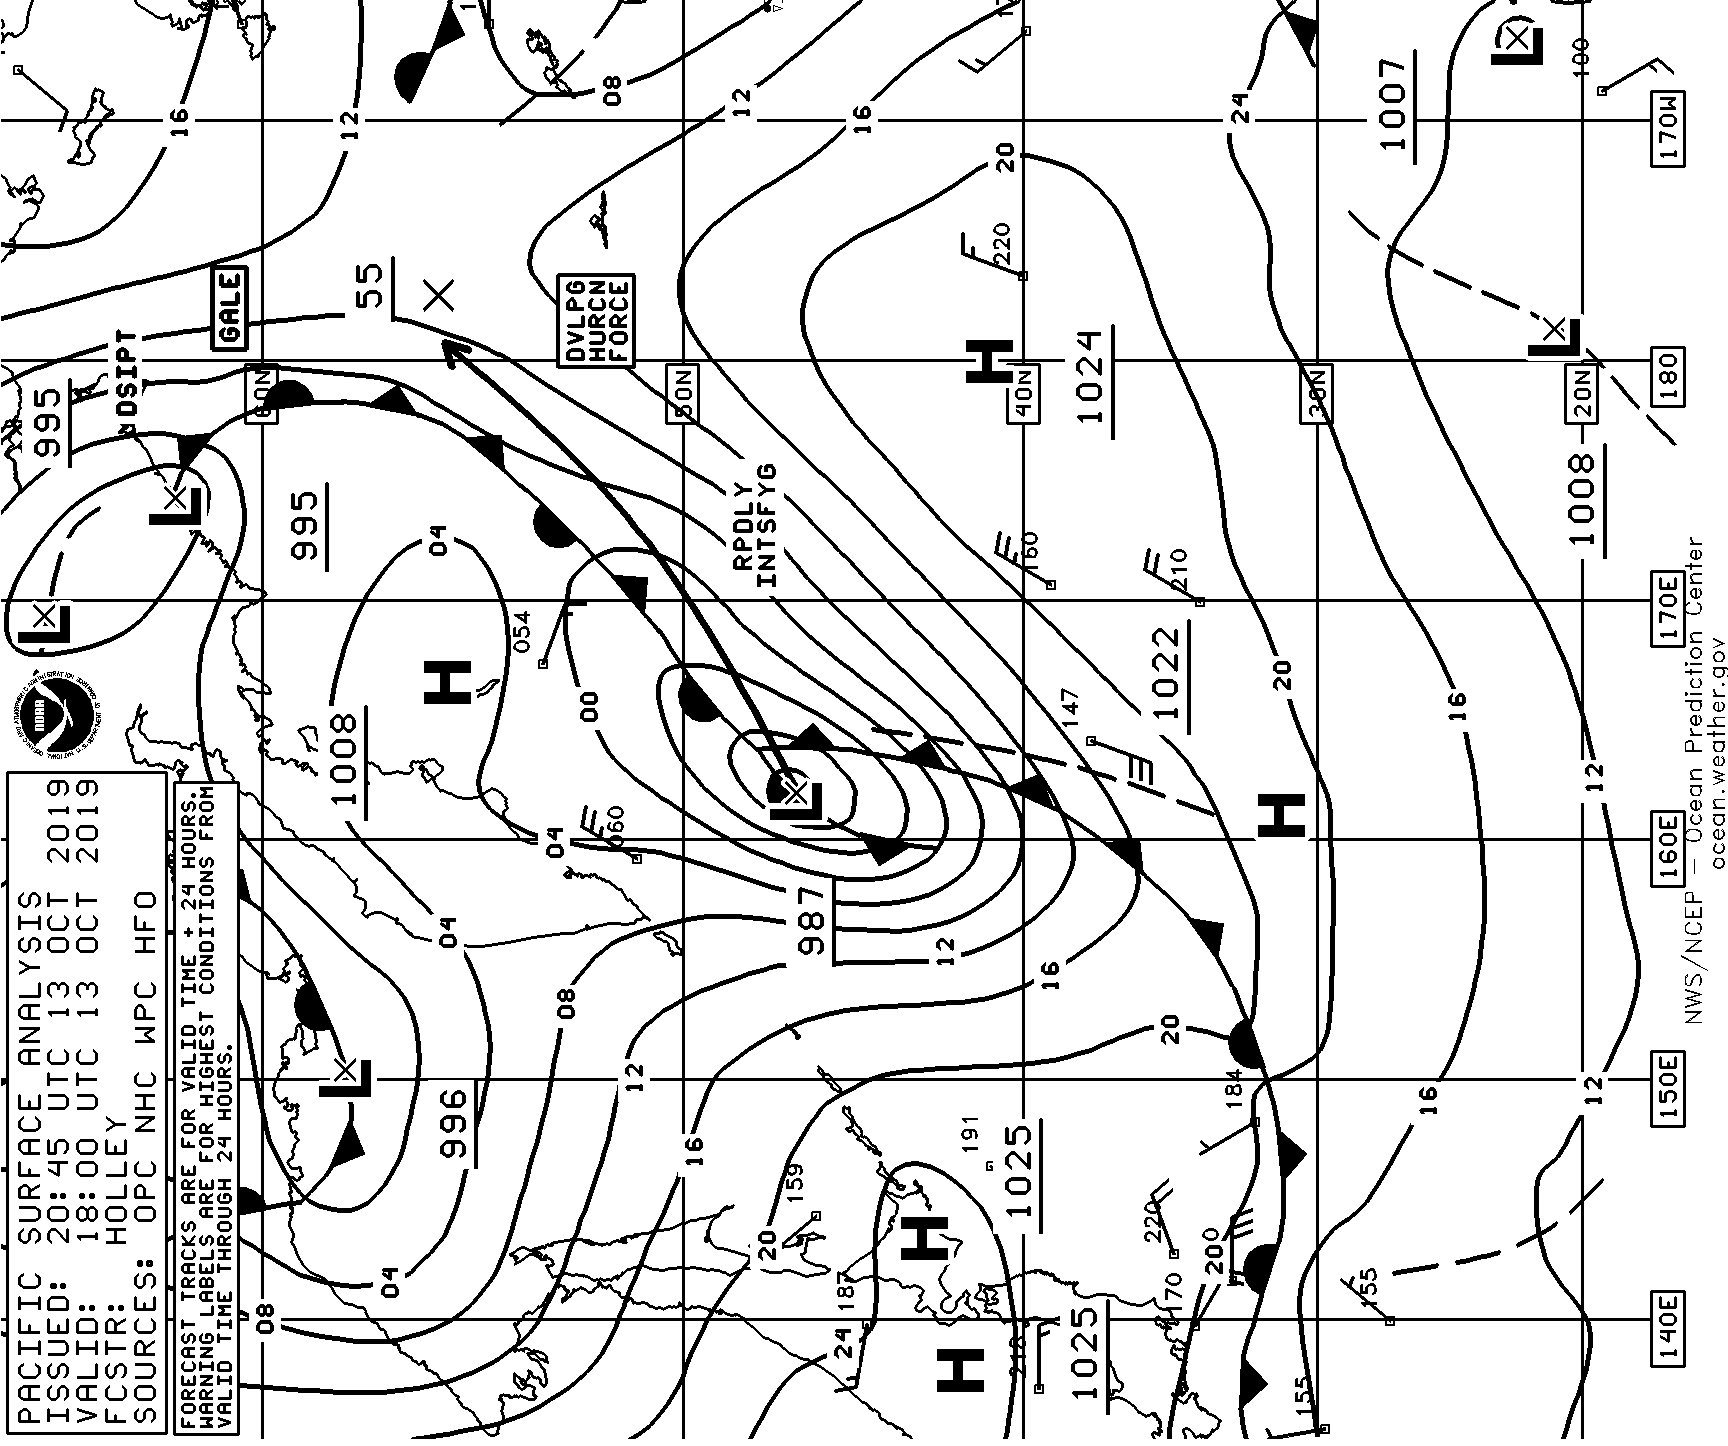 PACIFIC SURFACE ANALYSIS
ISSUED: 20:45 UTC 13 OCT 2019
VALID: 18:00 UTC 13 OCT 2019
FCSTR: HOLLEY
SOURCES: OPC NHC WPC HFO
FORECAST TRACKS ARE FOR VALID TIME + 24 HOURS.
WARNING LABELS ARE FOR HIGHEST CONDITIONS FROM
VALID TIME THROUGH 24 HOURS.
995
DSIPT
GALE
16
12
995
55
04
04
04
04
08
08
08
H
1008
L
L
L
996
054
060
00
DVLPG
HURCN
FORCE
RPDLY
INTSFYG
L
987
12
12
12
16
16
16
20
20
20
20
20
24
24
16
16
12
12
H
1024
220
160
210
147
H
1022
H
1025
H
1025
159
187
191
184
220
200
170
210
155
155
1007
L
100
L
1008
60N
50N
40N
30N
20N
170W
180
170E
160E
150E
140E
NWS/NCEP – Ocean Prediction Center
ocean.weather.gov